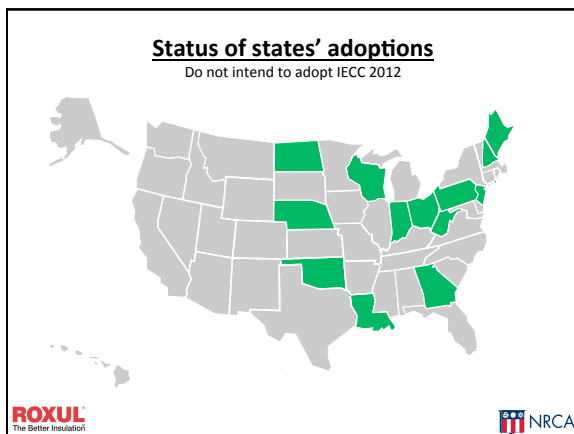 Status of states’ adoptions
Do not intend to adopt IECC 2012
ROXUL
The Better Insulation
NRCA